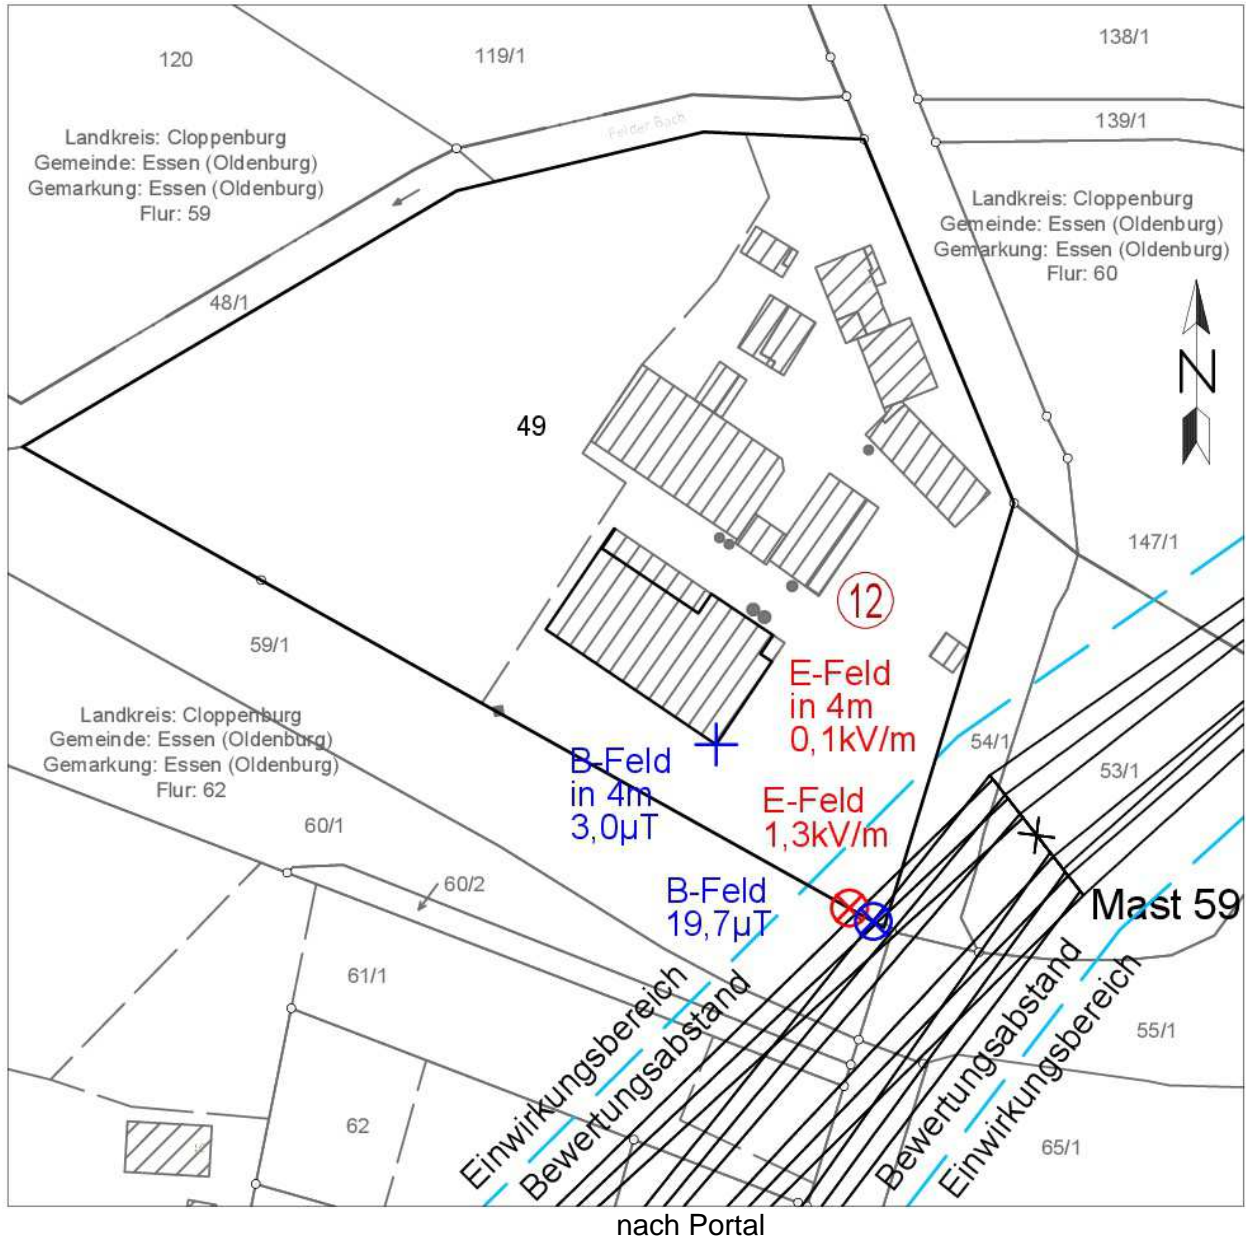 120
119/1
138/1
139/1
Felder Bach
Landkreis: Cloppenburg
Gemeinde: Essen (Oldenburg)
Gemarkung: Essen (Oldenburg)
Flur: 59
Landkreis: Cloppenburg
Gemeinde: Essen (Oldenburg)
Gemarkung: Essen (Oldenburg)
Flur: 60
48/1
N
49
147/1
12
59/1
E-Feld
in 4m
0,1kV/m
Landkreis: Cloppenburg
Gemeinde: Essen (Oldenburg)
Gemarkung: Essen (Oldenburg)
Flur: 62
B-Feld
in 4m
3,0µT
54/1
53/1
E-Feld
1,3kV/m
60/1
60/2
B-Feld
19,7µT
Mast 59
61/1
Einwirkungsbereich
Bewertungsabstand
Bewertungsabstand
Einwirkungsbereich
55/1
62
65/1
nach Portal